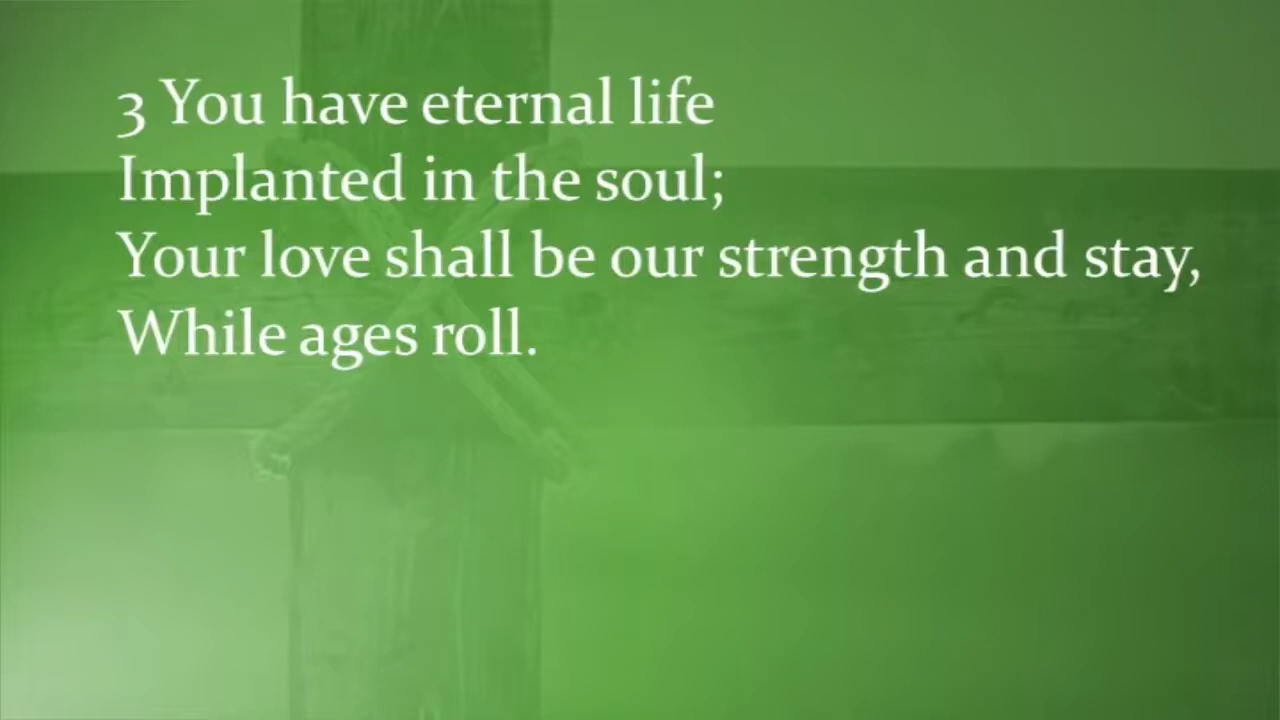 3 You have eternal life
Implanted in the soul;
Your love shall be our strength and stay,
While ages roll.